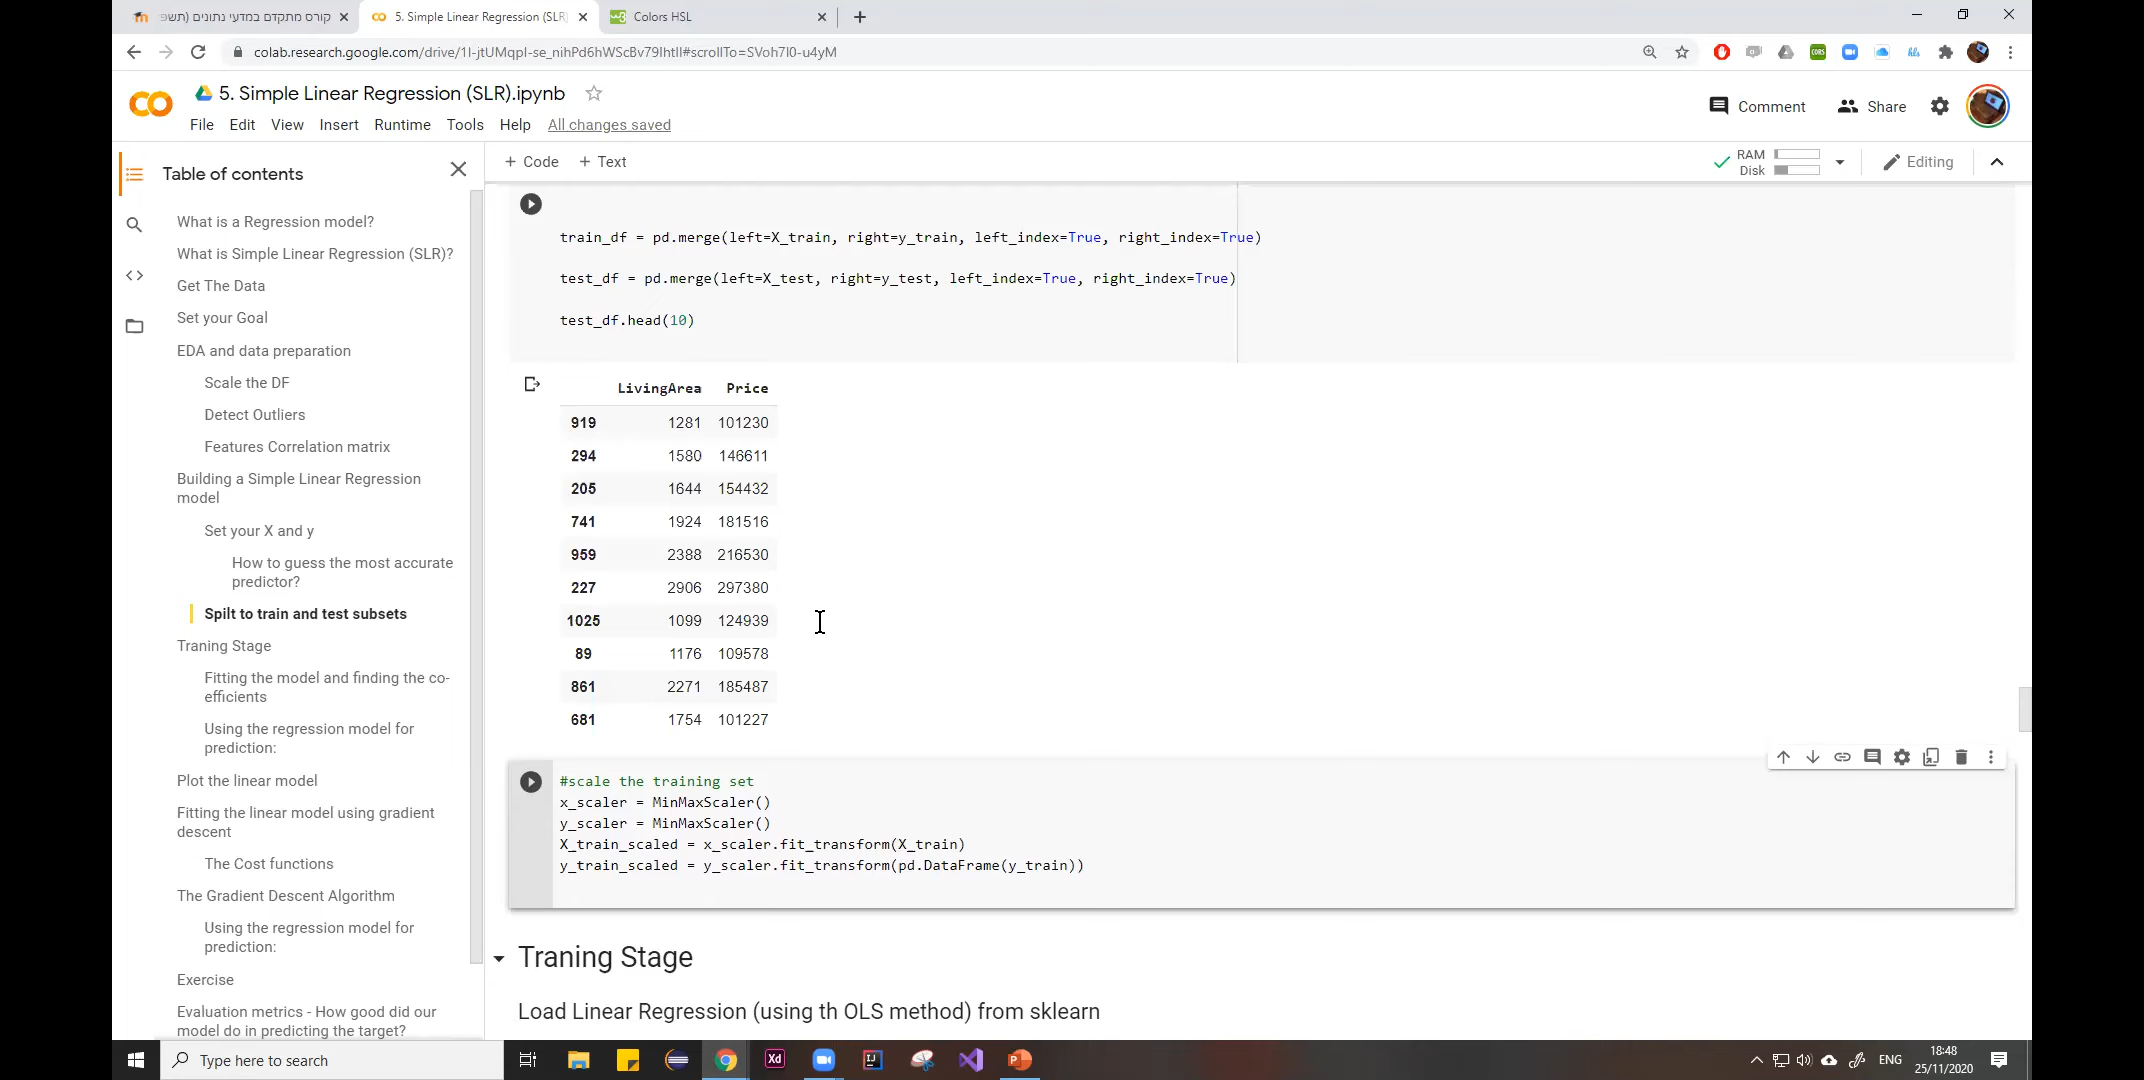 קורס מתקדם במדעי נתונים (תשפ
5. Simple Linear Regression (SLR)
Colors HSL
colab.research.google.com/drive/1I-jtUMqpI-se_nihPd6hWScBv79IhtII#scrollTo=SVoh7I0-u4yM
5. Simple Linear Regression (SLR).ipynb
Comment
Share
File Edit View Insert Runtime Tools Help All changes saved
Table of contents
What is a Regression model?
What is Simple Linear Regression (SLR)?
Get The Data
Set your Goal
EDA and data preparation
Scale the DF
Detect Outliers
Features Correlation matrix
Building a Simple Linear Regression
model
Set your X and y
How to guess the most accurate
predictor?
Spilt to train and test subsets
Traning Stage
Fitting the model and finding the co-
efficients
Using the regression model for
prediction:
Plot the linear model
Fitting the linear model using gradient
descent
The Cost functions
The Gradient Descent Algorithm
Using the regression model for
prediction:
Exercise
Evaluation metrics - How good did our
model do in predicting the target?
+ Code + Text
RAM
Disk
Editing
train_df = pd.merge(left=X_train, right=y_train, left_index=True, right_index=True)
test_df = pd.merge(left=X_test, right=y_test, left_index=True, right_index=True)
test_df.head(10)
LivingArea Price
919 1281 101230
294 1580 146611
205 1644 154432
741 1924 181516
959 2388 216530
227 2906 297380
1025 1099 124939
89 1176 109578
861 2271 185487
681 1754 101227
#scale the training set
x_scaler = MinMaxScaler()
y_scaler = MinMaxScaler()
X_train_scaled = x_scaler.fit_transform(X_train)
y_train_scaled = y_scaler.fit_transform(pd.DataFrame(y_train))
Traning Stage
Load Linear Regression (using th OLS method) from sklearn
Type here to search
Xd
IJ
ENG
18:48
25/11/2020